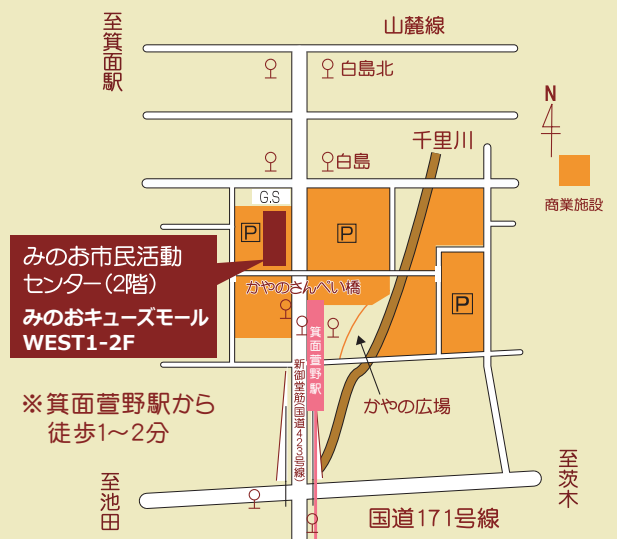 至箕面駅
山麓線
白島北
N
千里川
白島
商業施設
G.S
P
P
みのお市民活動
センター(2階)
みのおキューズモール
WEST1-2F
かやのさんぺい橋
P
箕面萱野駅
新御堂筋(国道423号線)
かやの広場
※箕面萱野駅から
徒歩1〜2分
至池田
至茨木
国道171号線